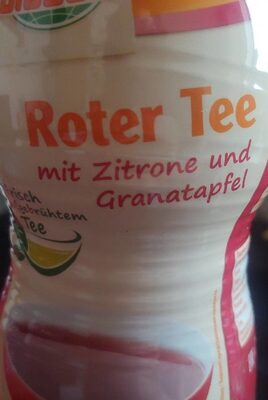 Roter Tee
mit Zitrone und
Granatapfel
Tee